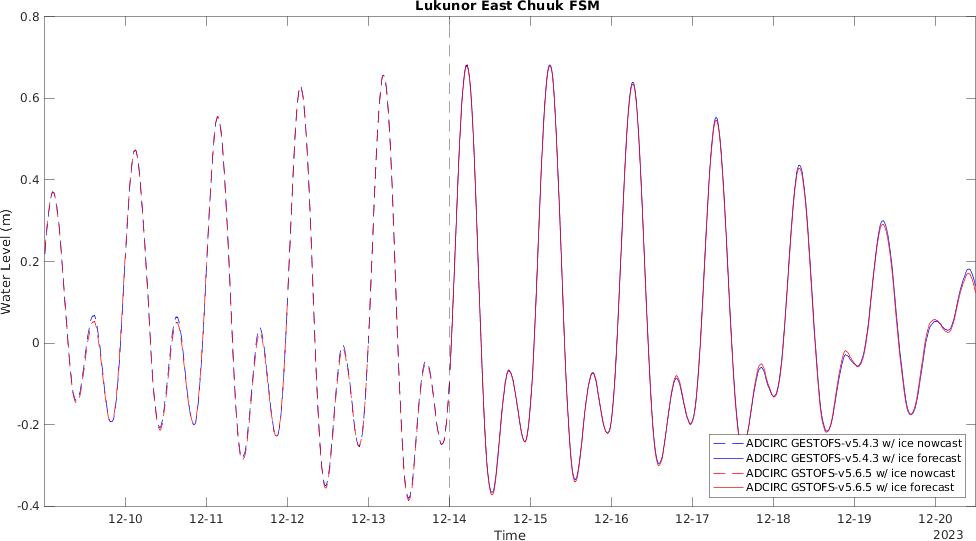 Lukunor East Chuuk FSM
0.8
0.6
0.4
0.2
0
-0.2
-0.4
Water Level (m)
ADCIRC GESTOFS-v5.4.3 w/ ice nowcast
ADCIRC GESTOFS-v5.4.3 w/ ice forecast
ADCIRC GSTOFS-v5.6.5 w/ ice nowcast
ADCIRC GSTOFS-v5.6.5 w/ ice forecast
12-10 12-11 12-12 12-13 12-14 12-15 12-16 12-17 12-18 12-19 12-20
Time 2023